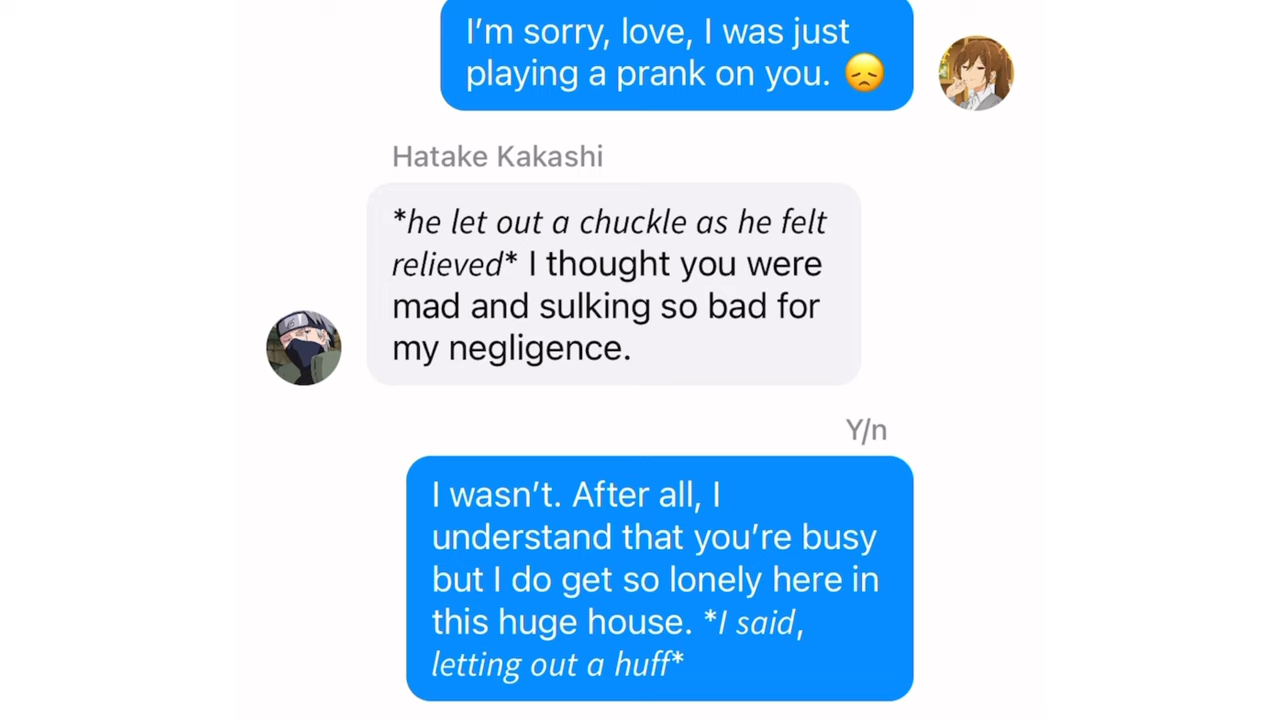 I’m sorry, love, I was just
playing a prank on you. 😞
Hatake Kakashi
*he let out a chuckle as he felt
relieved* I thought you were
mad and sulking so bad for
my negligence.
Y/n
I wasn’t. After all, I
understand that you’re busy
but I do get so lonely here in
this huge house. *I said,
letting out a huff*